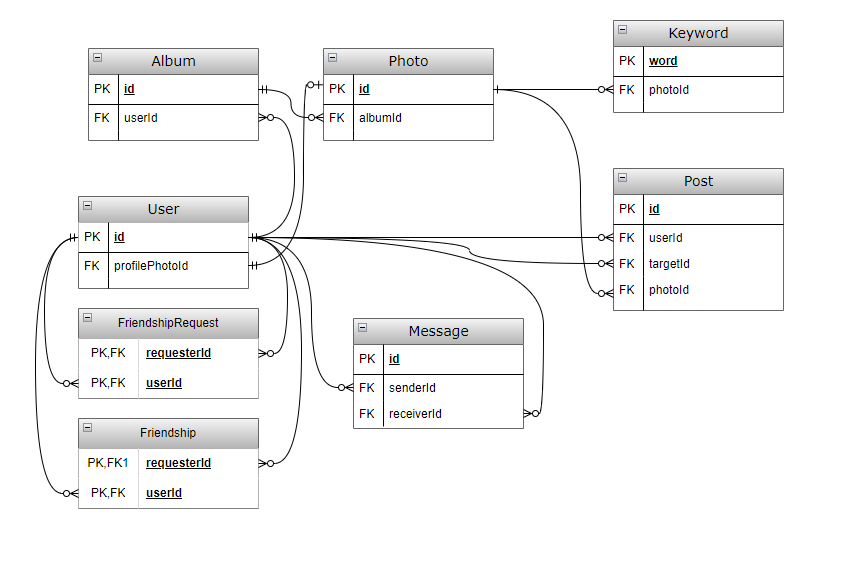 Album
PK id
FK userId
Photo
PK id
FK albumId
Keyword
PK word
FK photoId
Post
PK id
FK userId
FK targetId
FK photoId
User
PK id
FK profilePhotoId
FriendshipRequest
PK,FK requesterId
PK,FK userId
Message
PK id
FK senderId
FK receiverId
Friendship
PK,FK1 requesterId
PK,FK userId